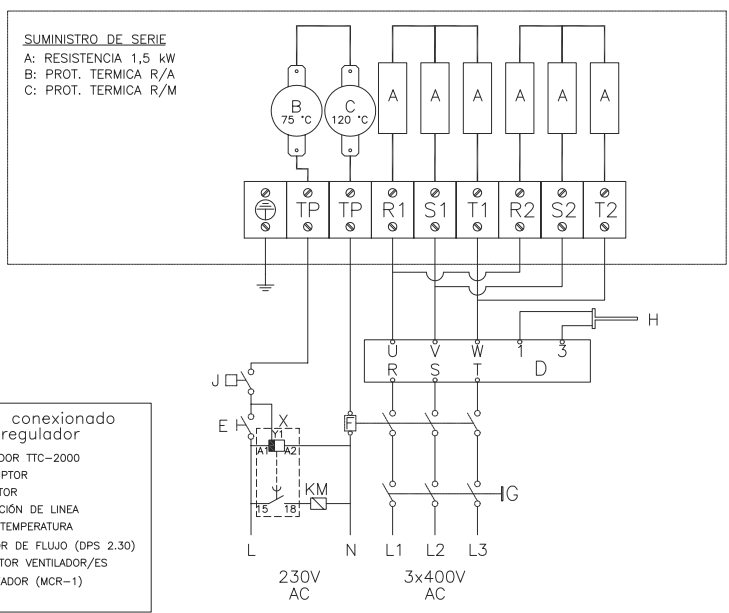 SUMINISTRO DE SERIE
A: RESISTENCIA 1,5 kW
B: PROT. TERMICA R/A
C: PROT. TERMICA R/M
B
75 °C
C
120 °C
A A A A A A
TP TP R1 S1 T1 R2 S2 T2
H
U V W 1 3
R S T D
J
E
X
Y1
A1 A2
F
KM
15 18
G
L N L1 L2 L3
230V
AC
3x400V
AC
conexionado
regulador
DOR TTC-2000
PTOR
TOR
CIÓN DE LINEA
TEMPERATURA
OR DE FLUJO (DPS 2.30)
TOR VENTILADOR/ES
ZADOR (MCR-1)